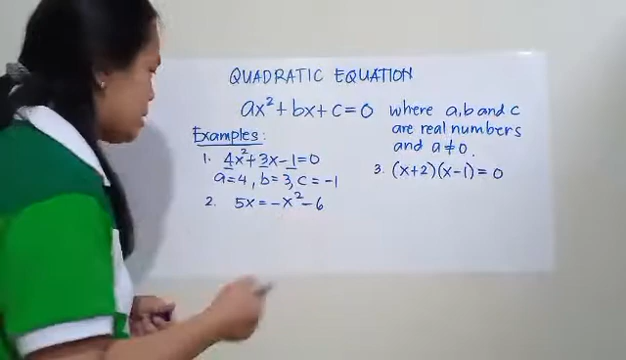 QUADRATIC EQUATION
ax²+bx+c=0
where a,b and c
are real numbers
and a≠0.
Examples:
1. 4x²+3x-1=0
a=4, b=3, c=-1
2. 5x=-x²-6
3. (x+2)(x-1)=0